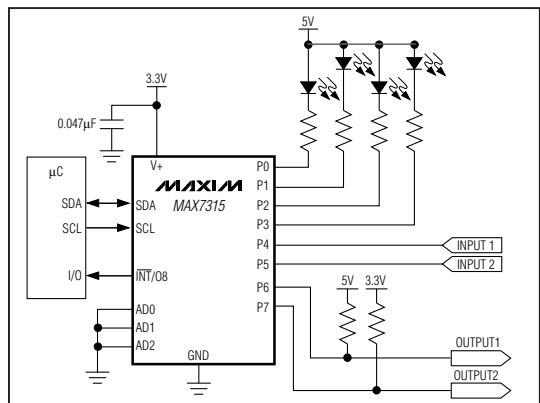 5V
3.3V
0.047µF
µC
SDA
SCL
I/O
V+
MAXIM
MAX7315
SDA
SCL
INT/O8
AD0
AD1
AD2
GND
P0
P1
P2
P3
P4
P5
P6
P7
INPUT 1
INPUT 2
5V
3.3V
OUTPUT1
OUTPUT2